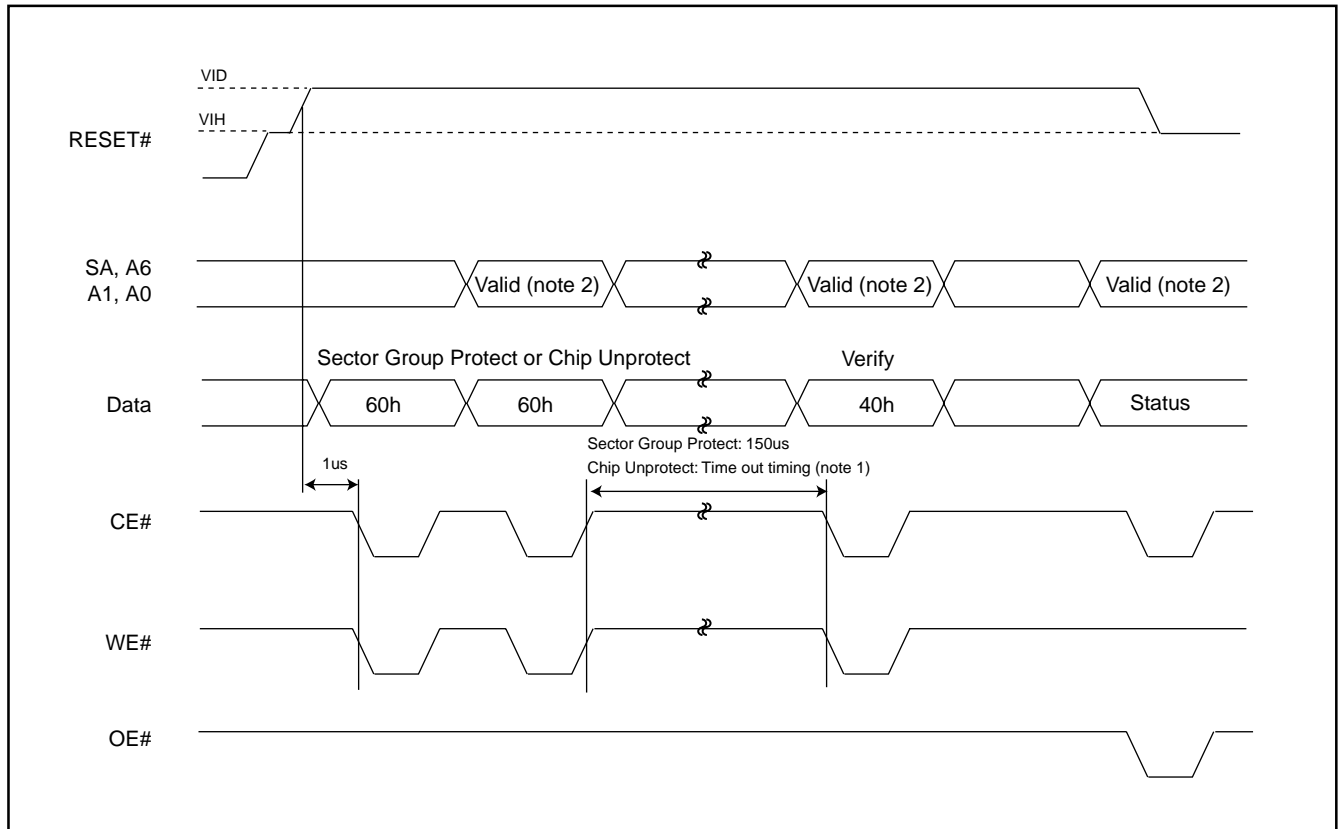 VID
VIH
RESET#
SA, A6
A1, A0
Valid (note 2)
Valid (note 2)
Valid (note 2)
Sector Group Protect or Chip Unprotect
Verify
Data
60h
60h
40h
Status
Sector Group Protect: 150us
1us
Chip Unprotect: Time out timing (note 1)
CE#
WE#
OE#